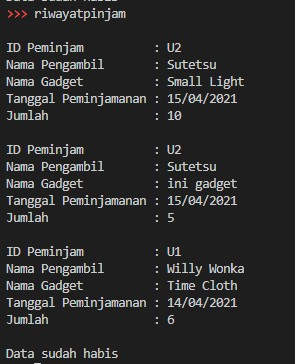 >>> riwayatpinjam
ID Peminjam : U2
Nama Pengambil : Sutetsu
Nama Gadget : Small Light
Tanggal Peminjamanan : 15/04/2021
Jumlah : 10
ID Peminjam : U2
Nama Pengambil : Sutetsu
Nama Gadget : ini gadget
Tanggal Peminjamanan : 15/04/2021
Jumlah : 5
ID Peminjam : U1
Nama Pengambil : Willy Wonka
Nama Gadget : Time Cloth
Tanggal Peminjamanan : 14/04/2021
Jumlah : 6
Data sudah habis